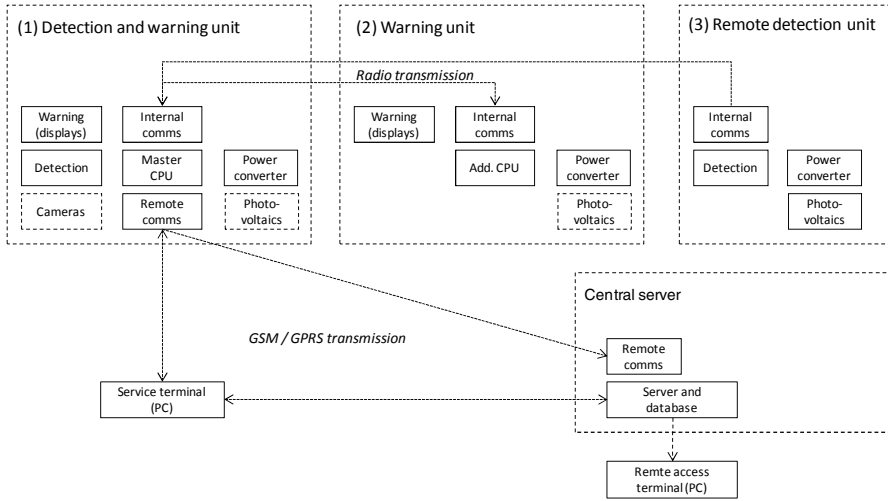 (1) Detection and warning unit
(2) Warning unit
(3) Remote detection unit
Radio transmission
Warning
(displays)
Internal
comms
Warning
(displays)
Internal
comms
Internal
comms
Detection
Master
CPU
Power
converter
Add. CPU
Power
converter
Detection
Power
converter
Cameras
Remote
comms
Photo-
voltaics
Photo-
voltaics
Photo-
voltaics
Central server
GSM / GPRS transmission
Remote
comms
Service terminal
(PC)
Server and
database
Remte access
terminal (PC)